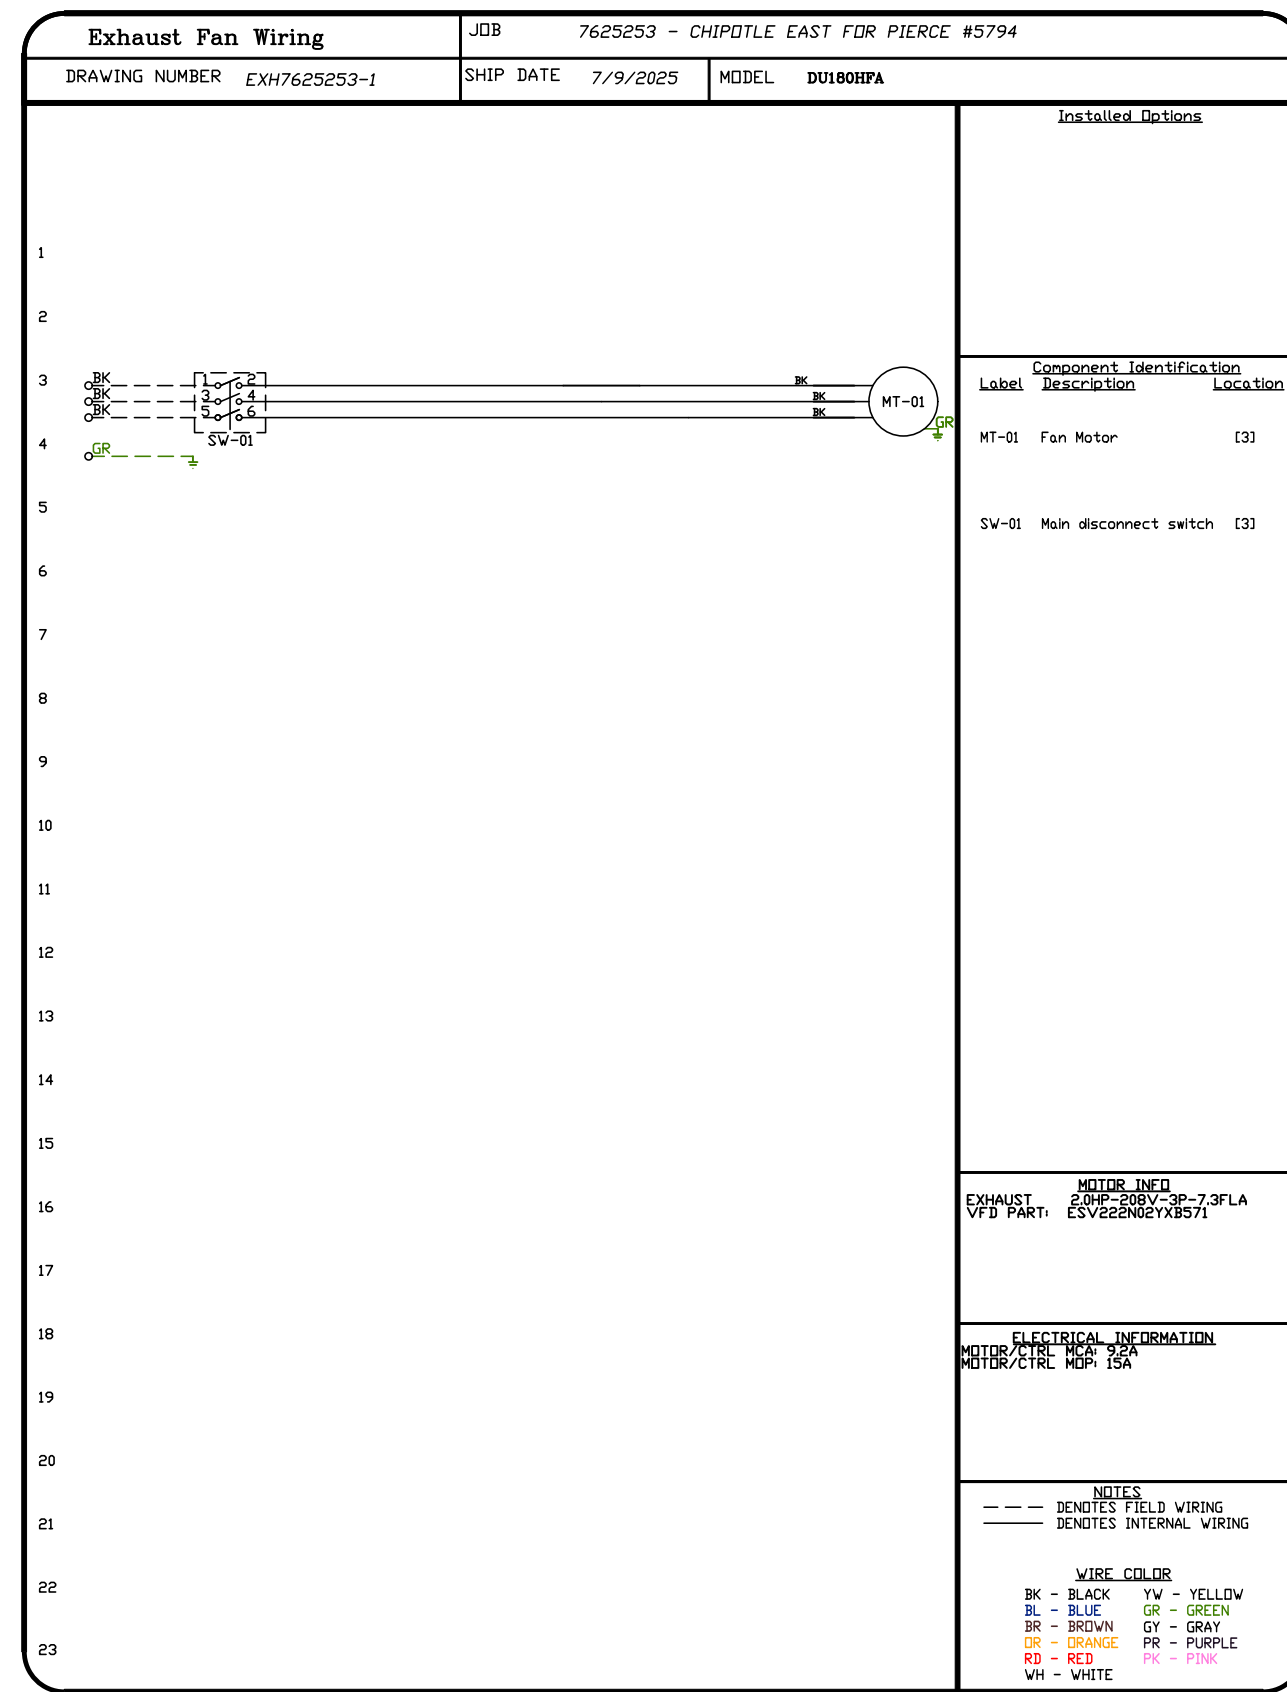 Exhaust Fan Wiring
JOB 7625253 - CHIPOTLE EAST FOR PIERCE #5794
DRAWING NUMBER EXH7625253-1
SHIP DATE 7/9/2025
MODEL DU180HFA
Installed Options
1
2
3
BK 1 2 BK
BK 3 4 BK
BK 5 6 BK
MT-01
GR
SW-01
4
GR
5
6
7
8
9
10
11
12
13
14
15
16
17
18
19
20
21
22
23
Component Identification
Label Description Location
MT-01 Fan Motor [3]
SW-01 Main disconnect switch [3]
MOTOR INFO
EXHAUST 2.0HP-208V-3P-7.3FLA
VFD PART: ESV222N02YXB571
ELECTRICAL INFORMATION
MOTOR/CTRL MCA: 9.2A
MOTOR/CTRL MOP: 15A
NOTES
DENOTES FIELD WIRING
DENOTES INTERNAL WIRING
WIRE COLOR
BK - BLACK YW - YELLOW
BL - BLUE GR - GREEN
BR - BROWN GY - GRAY
OR - ORANGE PR - PURPLE
RD - RED PK - PINK
WH - WHITE